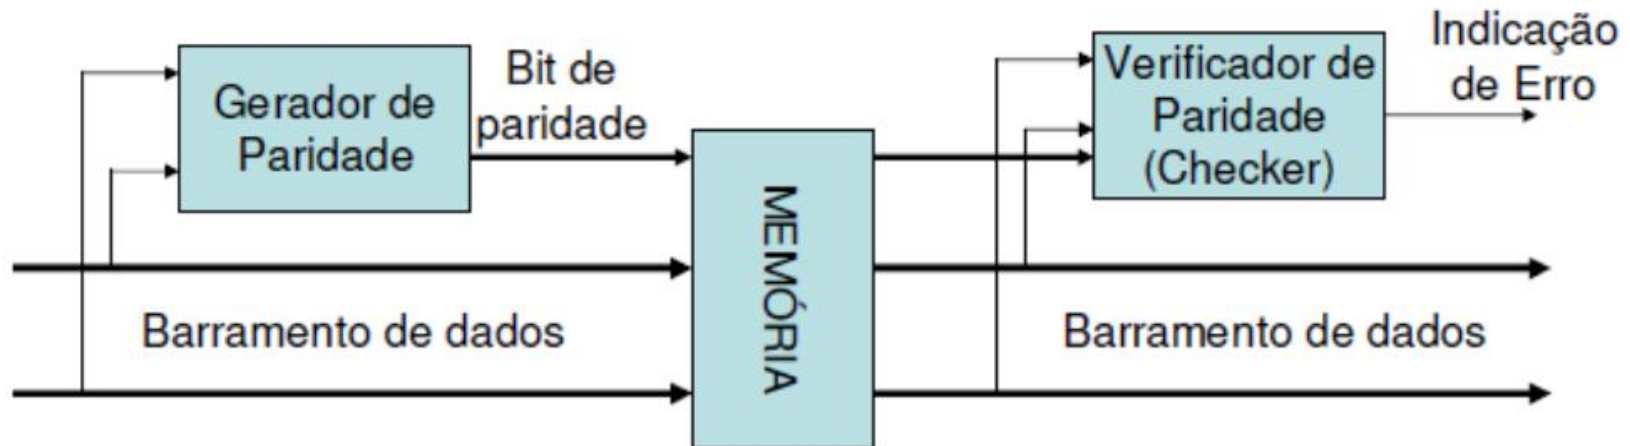 Gerador de
Paridade
Bit de
paridade
MEMÓRIA
Verificador de
Paridade
(Checker)
Indicação
de Erro
Barramento de dados
Barramento de dados